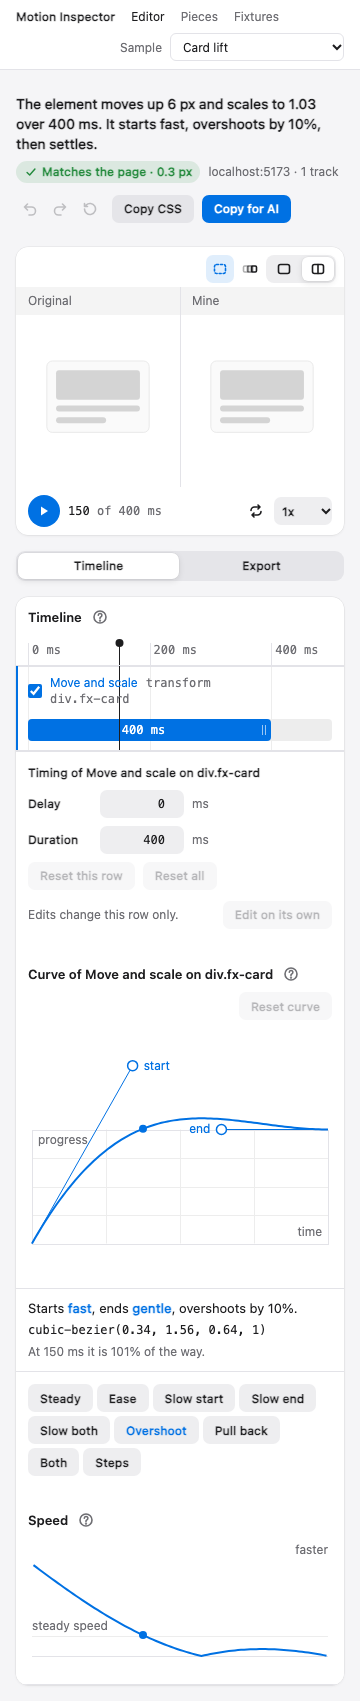 Motion Inspector Editor Pieces Fixtures
Sample Card lift
The element moves up 6 px and scales to 1.03
over 400 ms. It starts fast, overshoots by 10%,
then settles.
Matches the page · 0.3 px localhost:5173 · 1 track
Copy CSS Copy for AI
Original Mine
150 of 400 ms 1x
Timeline Export
Timeline
0 ms 200 ms 400 ms
Move and scale transform
div.fx-card
400 ms
Timing of Move and scale on div.fx-card
Delay 0 ms
Duration 400 ms
Reset this row Reset all
Edits change this row only. Edit on its own
Curve of Move and scale on div.fx-card
Reset curve
start
end
progress
time
Starts fast, ends gentle, overshoots by 10%.
cubic-bezier(0.34, 1.56, 0.64, 1)
At 150 ms it is 101% of the way.
Steady Ease Slow start Slow end
Slow both Overshoot Pull back
Both Steps
Speed
faster
steady speed